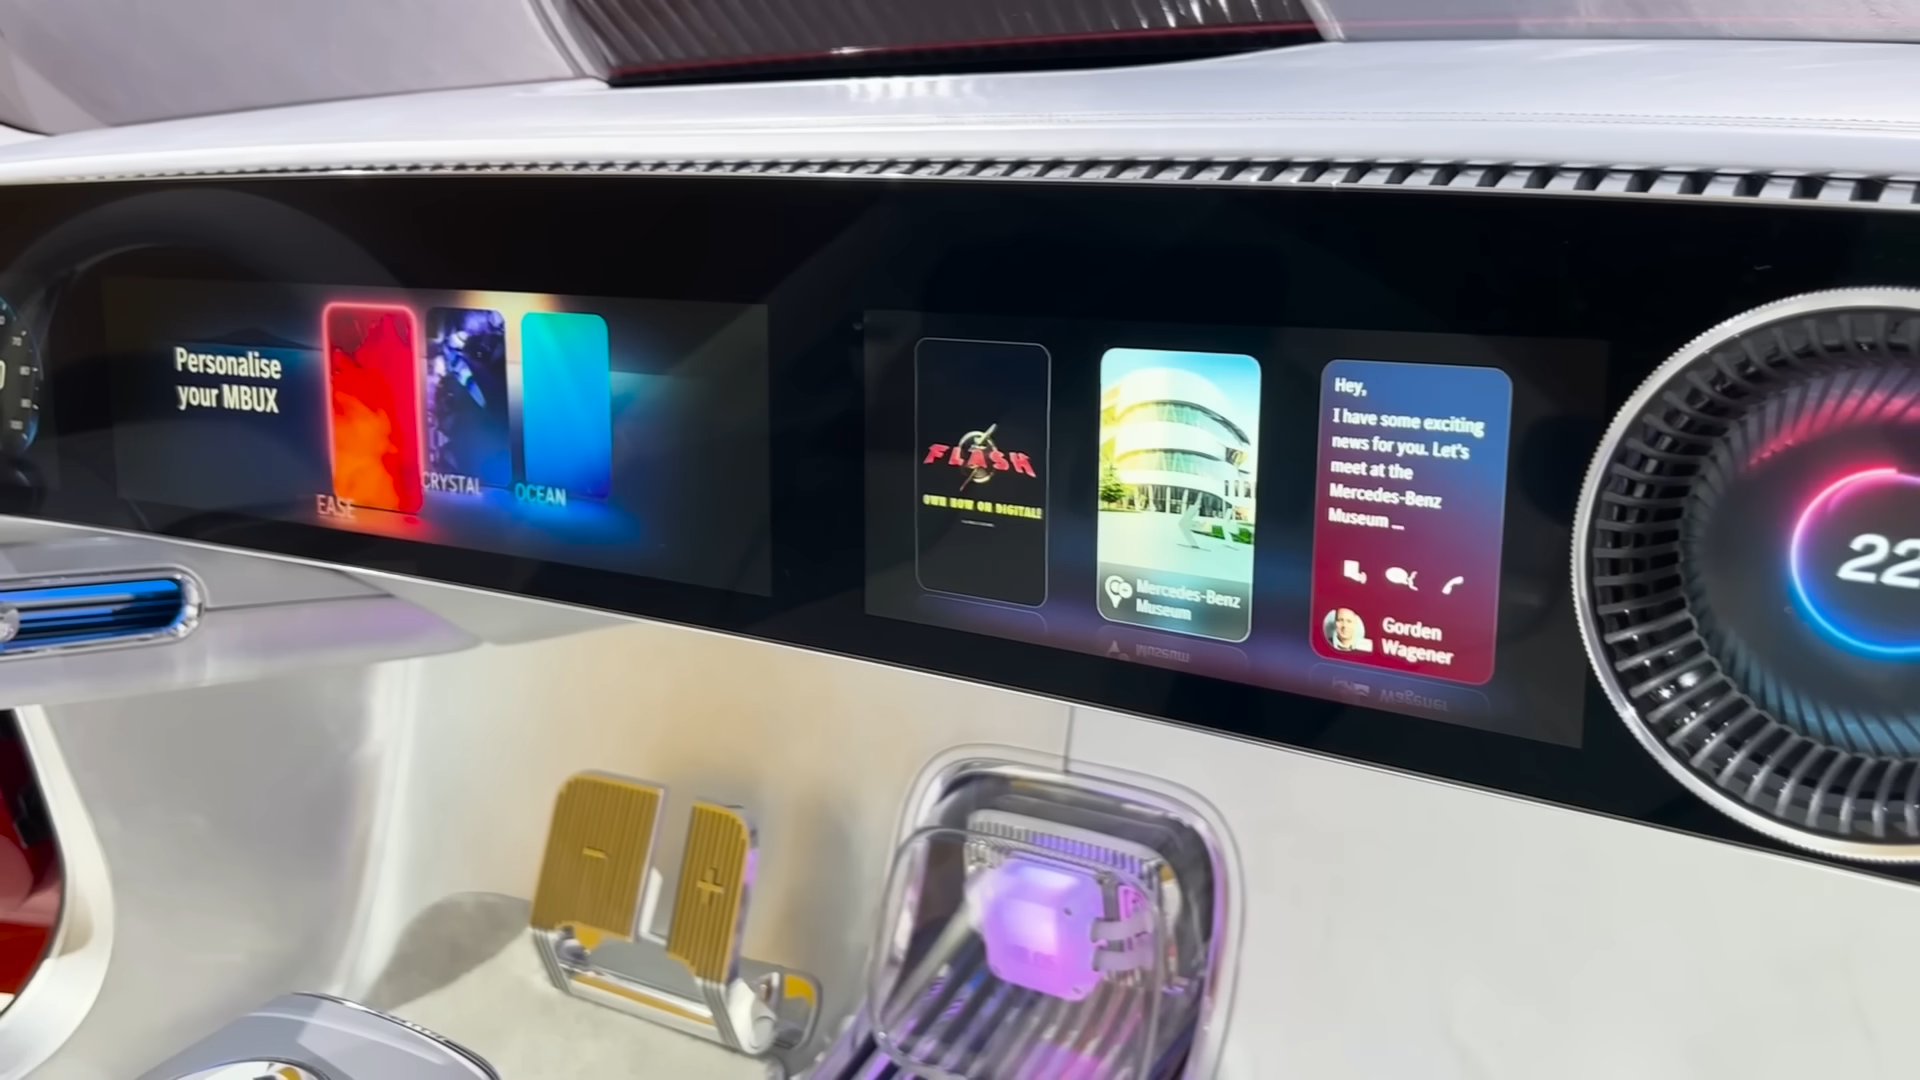 Personalise
your MBUX
EASE
CRYSTAL
OCEAN
FLASH
OWN NOW ON DIGITAL!
Mercedes-Benz
Museum
Hey,
I have some exciting
news for you. Let's
meet at the
Mercedes-Benz
Museum ...
Gorden
Wagener
22